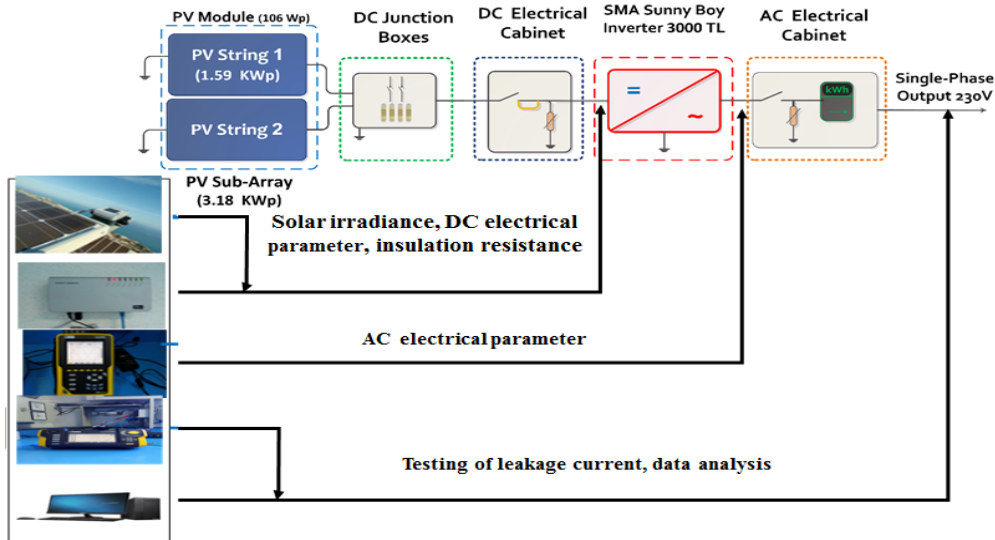 PV Module (106 Wp)
DC Junction
Boxes
DC Electrical
Cabinet
SMA Sunny Boy
Inverter 3000 TL
AC Electrical
Cabinet
PV String 1
(1.59 KWp)
PV String 2
=
~
kWh
Single-Phase
Output 230V
PV Sub-Array
(3.18 KWp)
Solar irradiance, DC electrical
parameter, insulation resistance
AC electrical parameter
Testing of leakage current, data analysis